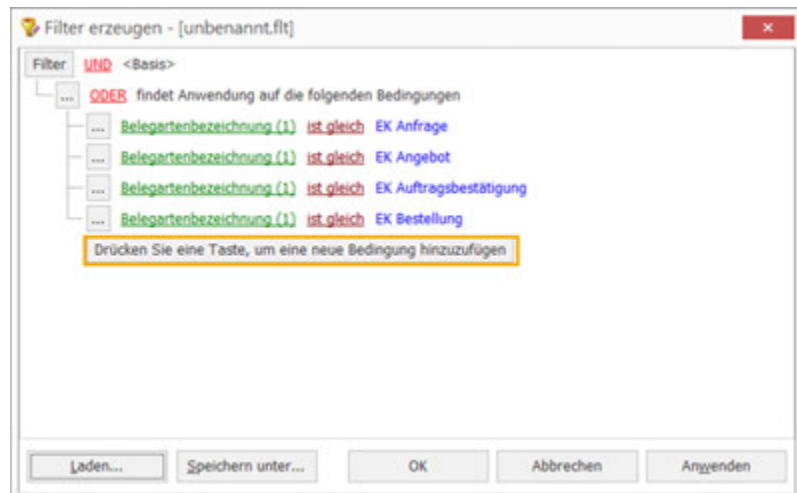 Filter erzeugen - [unbenannt.flt]
Filter UND <Basis>
... ODER findet Anwendung auf die folgenden Bedingungen
... Belegartenbezeichnung (1) ist gleich EK Anfrage
... Belegartenbezeichnung (1) ist gleich EK Angebot
... Belegartenbezeichnung (1) ist gleich EK Auftragsbestätigung
... Belegartenbezeichnung (1) ist gleich EK Bestellung
Drücken Sie eine Taste, um eine neue Bedingung hinzuzufügen
Laden... Speichern unter... OK Abbrechen Anwenden